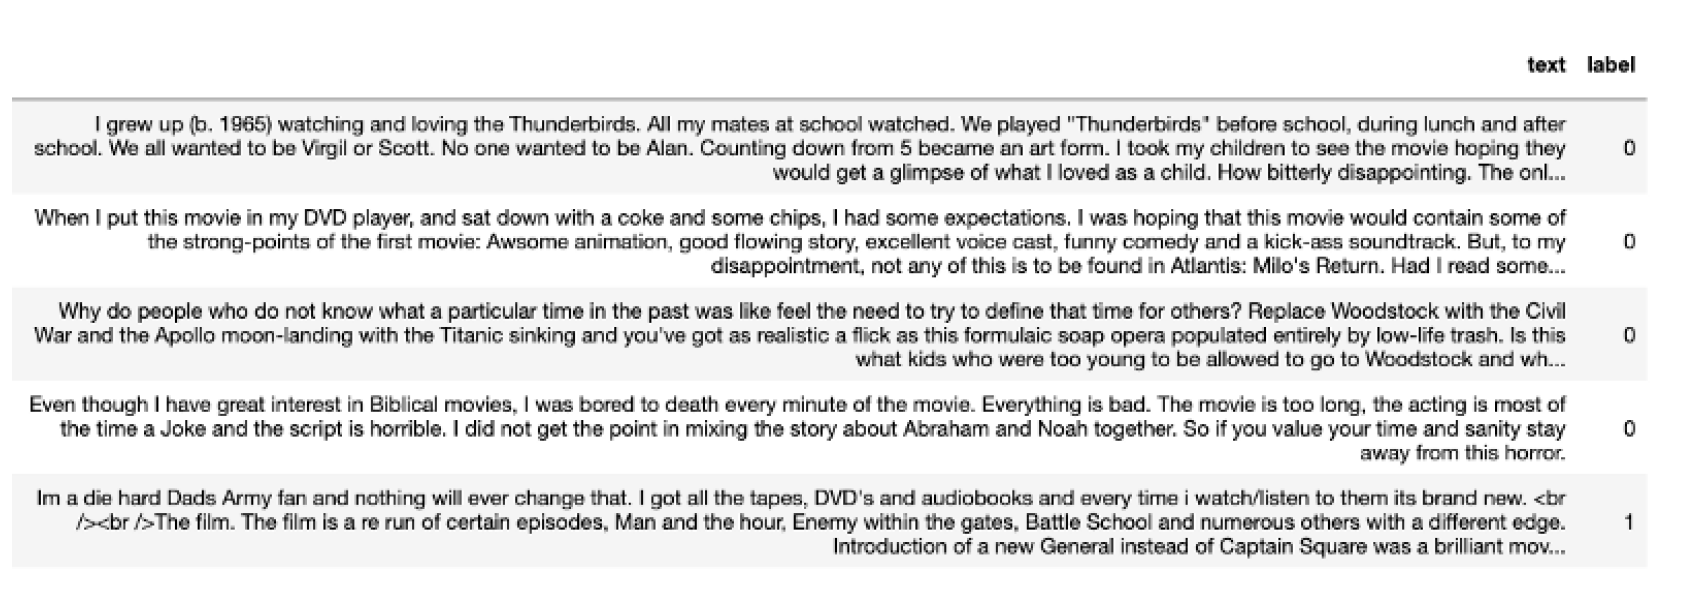 text label
I grew up (b. 1965) watching and loving the Thunderbirds. All my mates at school watched. We played "Thunderbirds" before school, during lunch and after
school. We all wanted to be Virgil or Scott. No one wanted to be Alan. Counting down from 5 became an art form. I took my children to see the movie hoping they 0
would get a glimpse of what I loved as a child. How bitterly disappointing. The onl...
When I put this movie in my DVD player, and sat down with a coke and some chips, I had some expectations. I was hoping that this movie would contain some of
the strong-points of the first movie: Awsome animation, good flowing story, excellent voice cast, funny comedy and a kick-ass soundtrack. But, to my 0
disappointment, not any of this is to be found in Atlantis: Milo's Return. Had I read some...
Why do people who do not know what a particular time in the past was like feel the need to try to define that time for others? Replace Woodstock with the Civil
War and the Apollo moon-landing with the Titanic sinking and you've got as realistic a flick as this formulaic soap opera populated entirely by low-life trash. Is this 0
what kids who were too young to be allowed to go to Woodstock and wh...
Even though I have great interest in Biblical movies, I was bored to death every minute of the movie. Everything is bad. The movie is too long, the acting is most of
the time a Joke and the script is horrible. I did not get the point in mixing the story about Abraham and Noah together. So if you value your time and sanity stay 0
away from this horror.
Im a die hard Dads Army fan and nothing will ever change that. I got all the tapes, DVD's and audiobooks and every time i watch/listen to them its brand new. <br
/><br />The film. The film is a re run of certain episodes, Man and the hour, Enemy within the gates, Battle School and numerous others with a different edge. 1
Introduction of a new General instead of Captain Square was a brilliant mov...